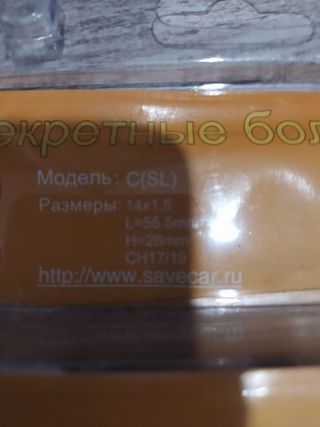 екретные бол
Модель: C(SL)
Размеры: 14x1.5
L=55.5mm
H=28mm
CH17/19
http://www.savecar.ru